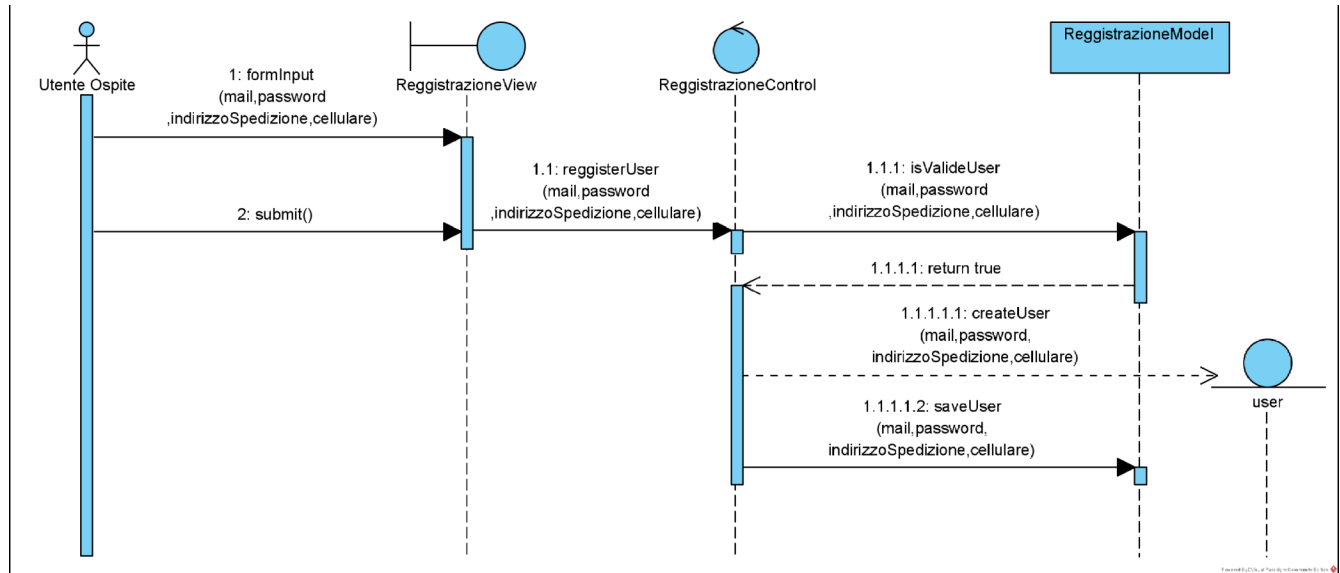 Utente Ospite
ReggistrazioneView
ReggistrazioneControl
ReggistrazioneModel
1: formInput
(mail,password
,indirizzoSpedizione,cellulare)
1.1: reggisterUser
(mail,password
,indirizzoSpedizione,cellulare)
1.1.1: isValideUser
(mail,password
,indirizzoSpedizione,cellulare)
2: submit()
1.1.1.1: return true
1.1.1.1.1: createUser
(mail,password,
indirizzoSpedizione,cellulare)
user
1.1.1.1.2: saveUser
(mail,password,
indirizzoSpedizione,cellulare)